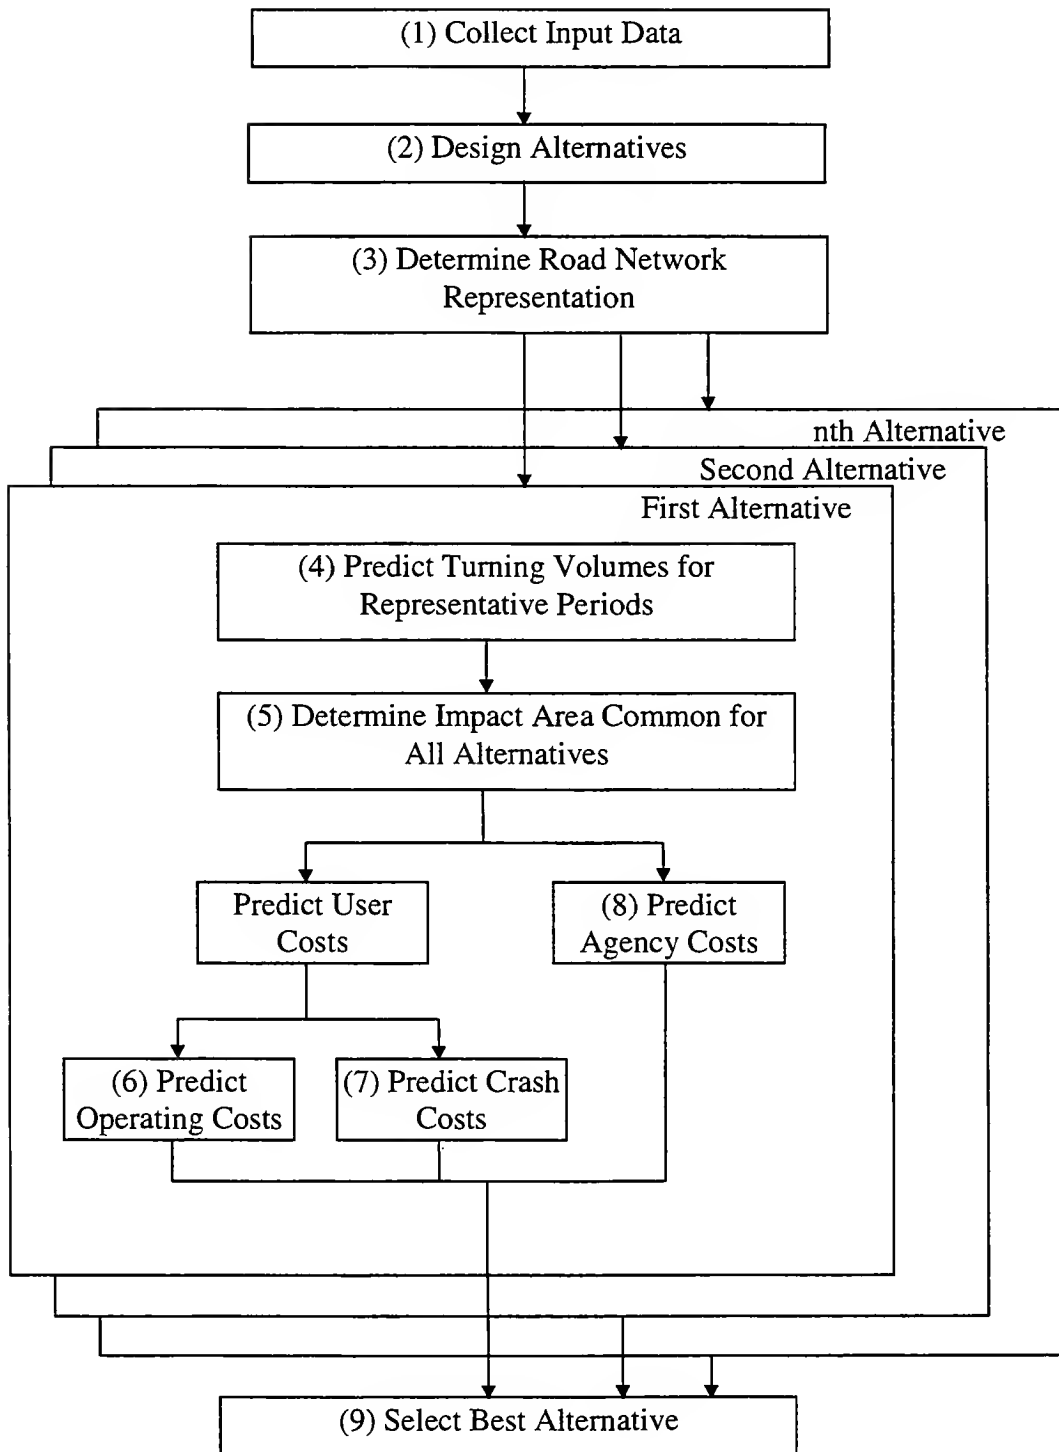 (1) Collect Input Data
(2) Design Alternatives
(3) Determine Road Network
Representation
nth Alternative
Second Alternative
First Alternative
(4) Predict Turning Volumes for
Representative Periods
(5) Determine Impact Area Common for
All Alternatives
Predict User
Costs
(8) Predict
Agency Costs
(6) Predict
Operating Costs
(7) Predict Crash
Costs
(9) Select Best Alternative